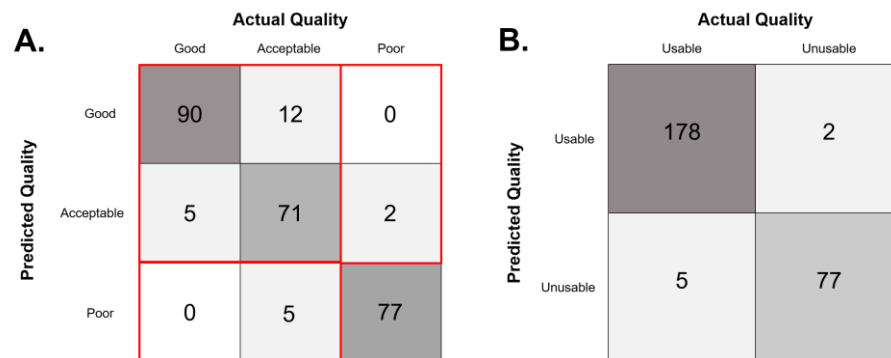 A.
Actual Quality
Good Acceptable Poor
Predicted Quality
Good 90 12 0
Acceptable 5 71 2
Poor 0 5 77
B.
Actual Quality
Usable Unusable
Predicted Quality
Usable 178 2
Unusable 5 77